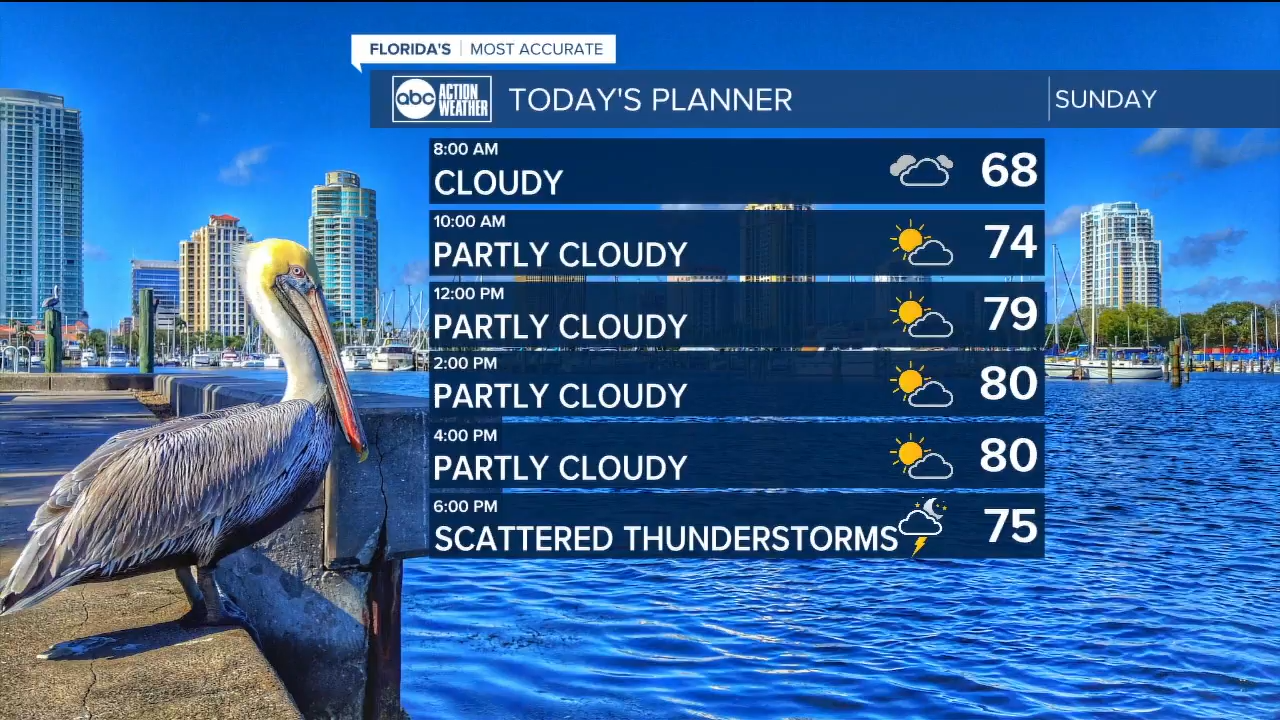 FLORIDA'S | MOST ACCURATE
abc ACTION WEATHER TODAY'S PLANNER SUNDAY
8:00 AM
CLOUDY 68
10:00 AM
PARTLY CLOUDY 74
12:00 PM
PARTLY CLOUDY 79
2:00 PM
PARTLY CLOUDY 80
4:00 PM
PARTLY CLOUDY 80
6:00 PM
SCATTERED THUNDERSTORMS 75